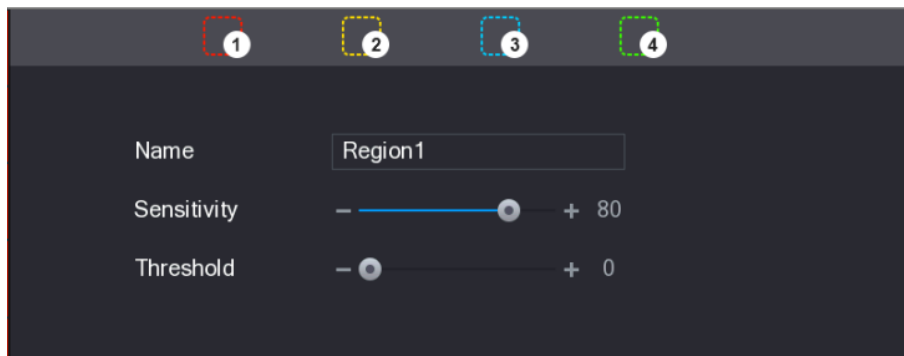 1 2 3 4
Name Region1
Sensitivity − + 80
Threshold − + 0